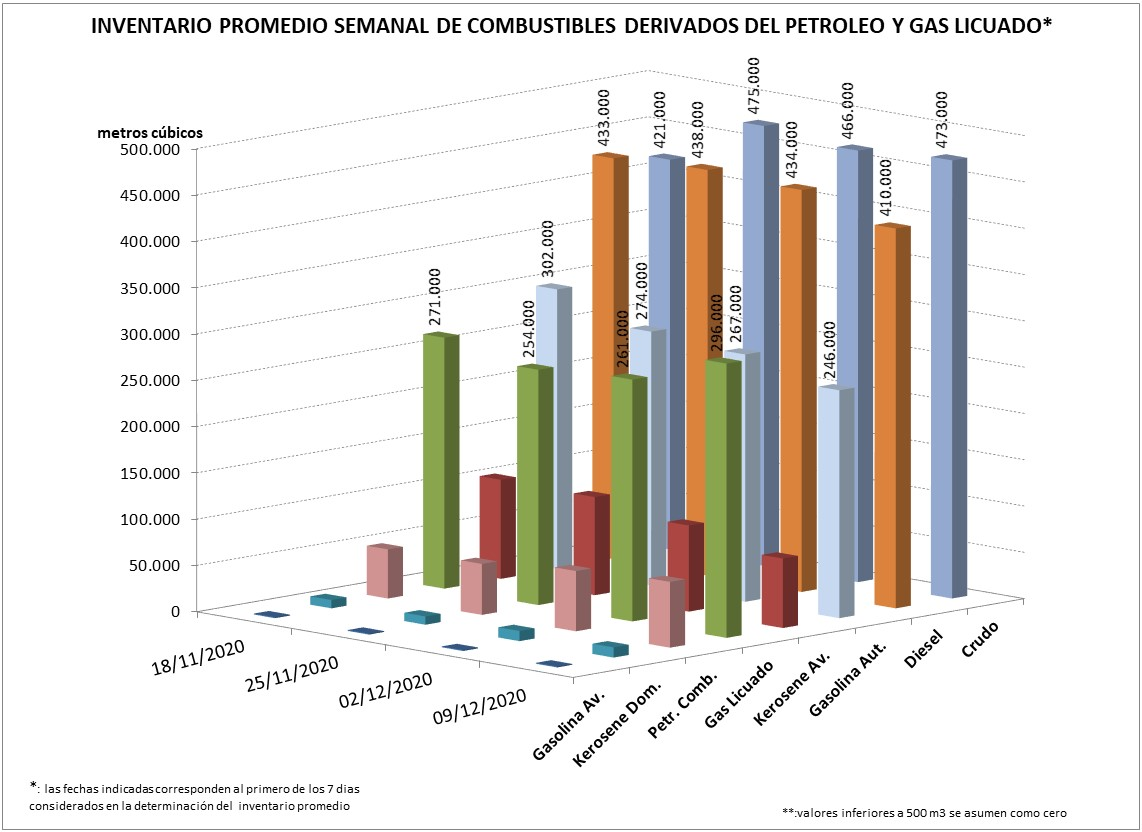 INVENTARIO PROMEDIO SEMANAL DE COMBUSTIBLES DERIVADOS DEL PETROLEO Y GAS LICUADO*
metros cúbicos
500.000
450.000
400.000
350.000
300.000
250.000
200.000
150.000
100.000
50.000
0
271.000
254.000
261.000
296.000
302.000
274.000
267.000
246.000
433.000
438.000
434.000
410.000
421.000
475.000
466.000
473.000
18/11/2020
25/11/2020
02/12/2020
09/12/2020
Gasolina Av.
Kerosene Dom.
Petr. Comb.
Gas Licuado
Kerosene Av.
Gasolina Aut.
Diesel
Crudo
*: las fechas indicadas corresponden al primero de los 7 dias
considerados en la determinación del inventario promedio
**:valores inferiores a 500 m3 se asumen como cero